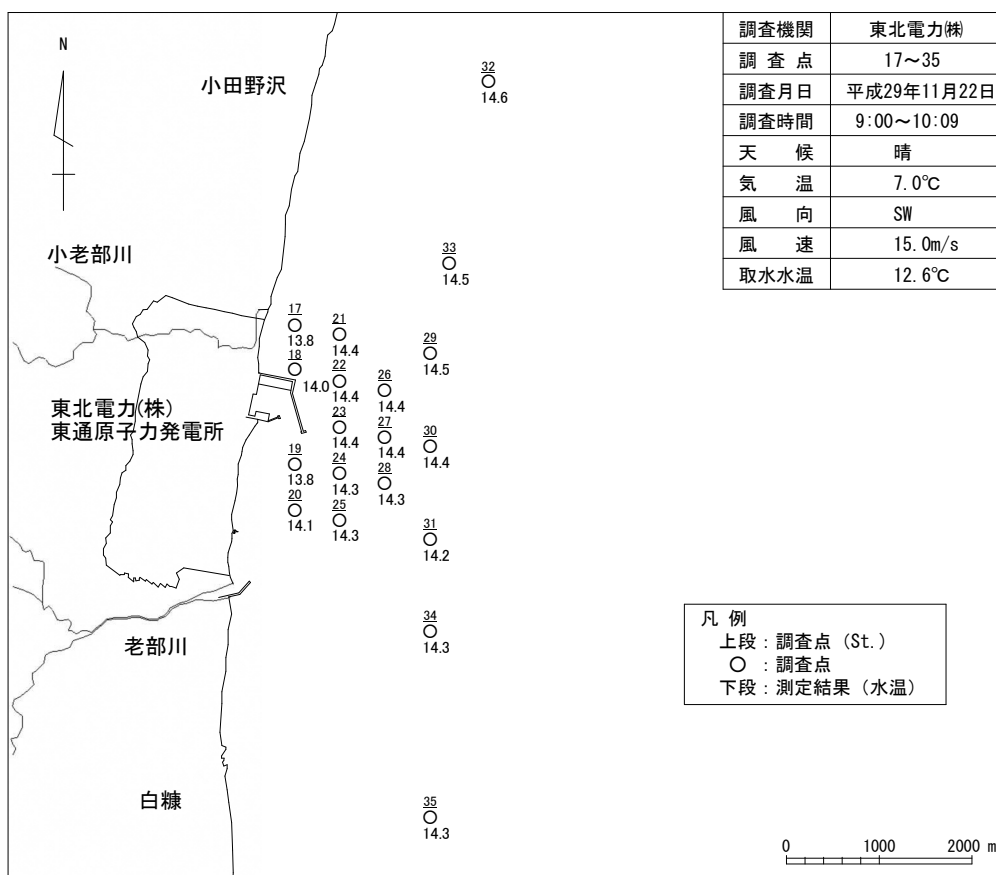 調査機関 東北電力㈱
調査点 17～35
調査月日 平成29年11月22日
調査時間 9:00～10:09
天候 晴
気温 7.0℃
風向 SW
風速 15.0m/s
取水水温 12.6℃
N
小田野沢
32
14.6
小老部川
33
14.5
17
13.8
21
14.4
29
14.5
18
14.0
22
14.4
26
14.4
東北電力(株)
東通原子力発電所
23
14.4
27
14.4
30
14.4
19
13.8
24
14.3
28
14.3
20
14.1
25
14.3
31
14.2
老部川
34
14.3
凡 例
上段：調査点（St.）
○ ：調査点
下段：測定結果（水温）
白糠
35
14.3
0 1000 2000 m